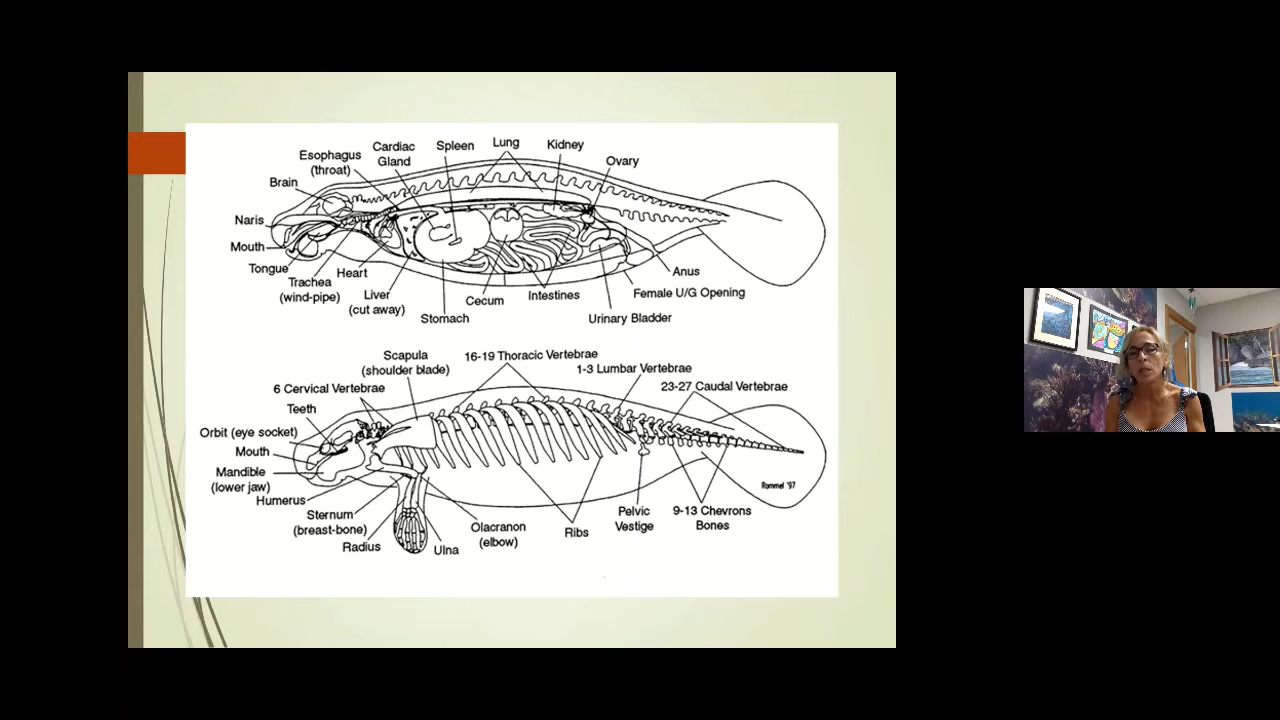 Esophagus
(throat)
Cardiac
Gland
Spleen
Lung
Kidney
Ovary
Brain
Naris
Mouth
Tongue
Trachea
(wind-pipe)
Heart
Liver
(cut away)
Stomach
Cecum
Intestines
Urinary Bladder
Female U/G Opening
Anus
Scapula
(shoulder blade)
16-19 Thoracic Vertebrae
1-3 Lumbar Vertebrae
23-27 Caudal Vertebrae
6 Cervical Vertebrae
Teeth
Orbit (eye socket)
Mouth
Mandible
(lower jaw)
Humerus
Sternum
(breast-bone)
Radius
Ulna
Olacranon
(elbow)
Ribs
Pelvic
Vestige
9-13 Chevrons
Bones
Rommel '97